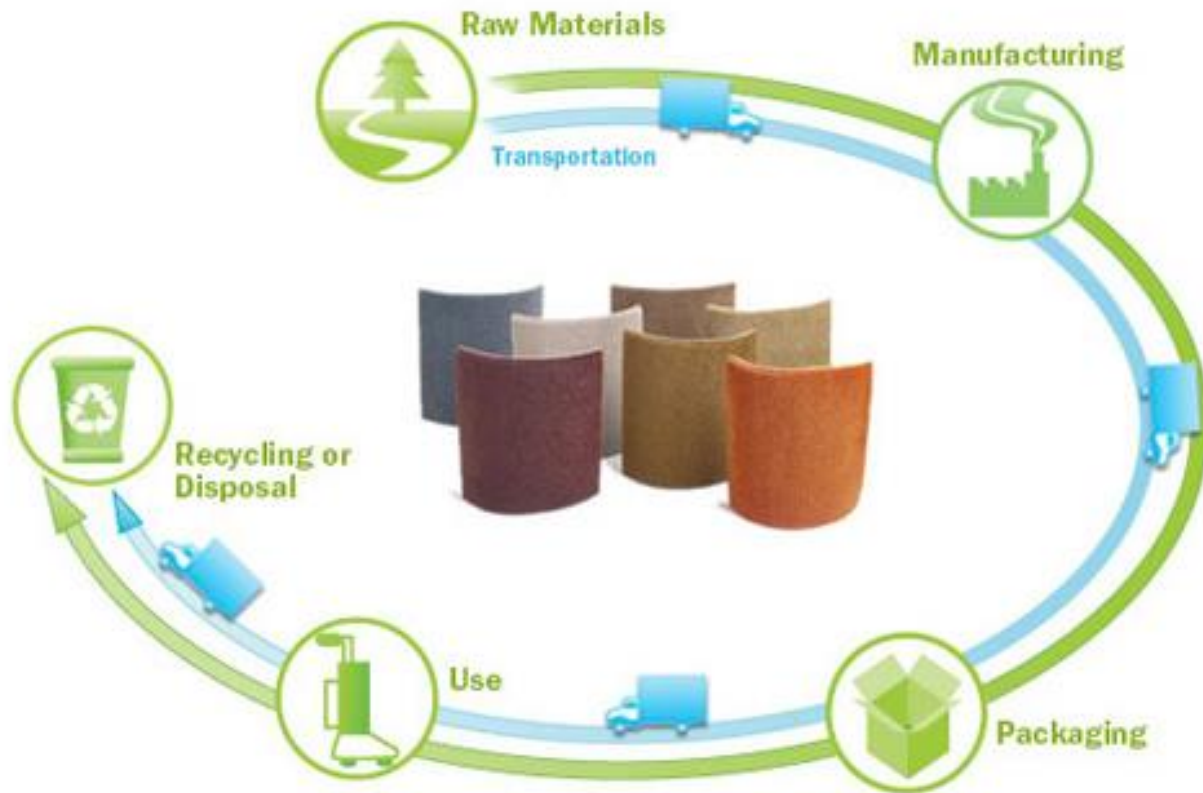 Raw Materials
Manufacturing
Transportation
Recycling or
Disposal
Use
Packaging